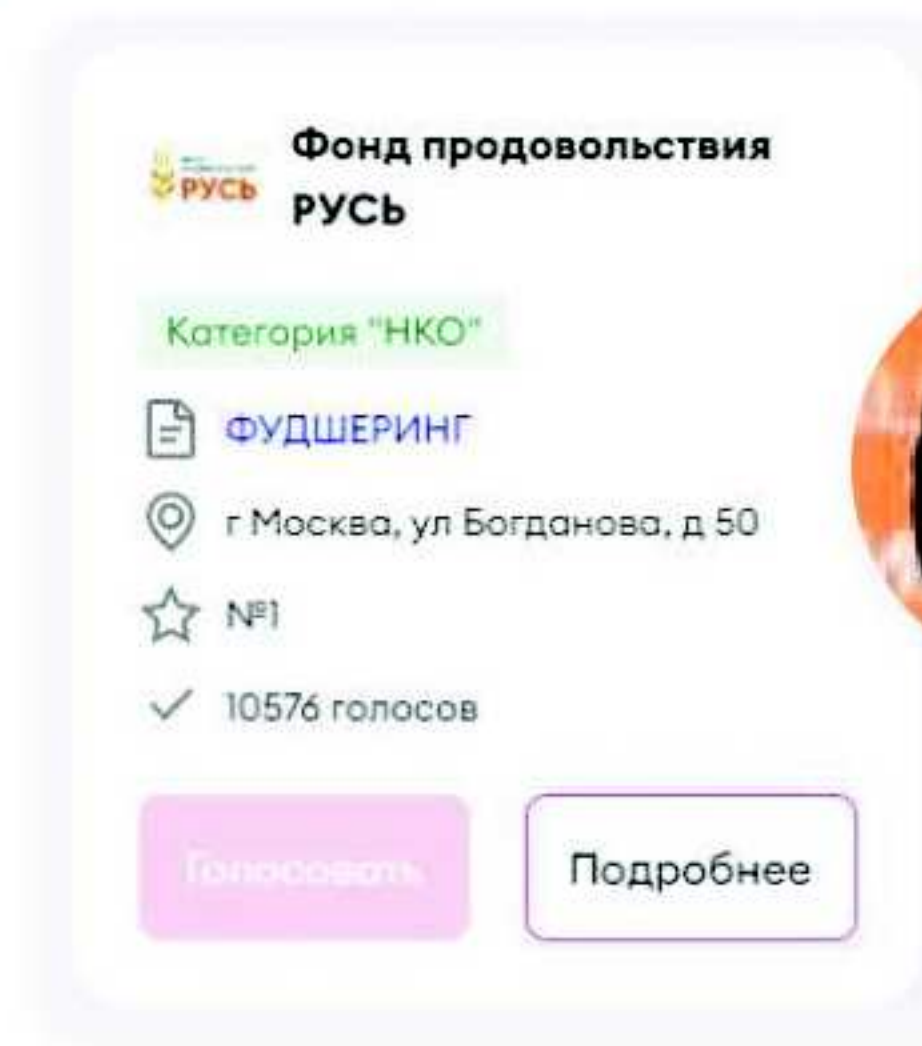 РУСЬ
Фонд продовольствия
РУСЬ
Категория "НКО"
ФУДШЕРИНГ
г Москва, ул Богданова, д 50
№1
10576 голосов
Голосовать
Подробнее